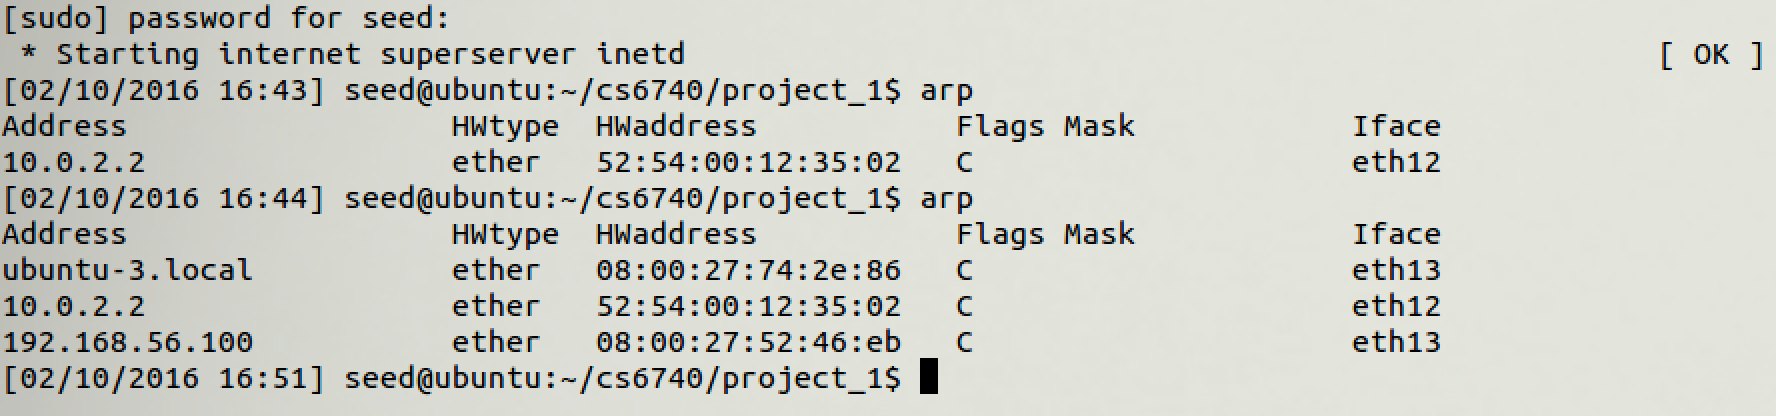 [sudo] password for seed:
 * Starting internet superserver inetd                                                      [ OK ]
[02/10/2016 16:43] seed@ubuntu:~/cs6740/project_1$ arp
Address                  HWtype  HWaddress           Flags Mask            Iface
10.0.2.2                 ether   52:54:00:12:35:02   C                     eth12
[02/10/2016 16:44] seed@ubuntu:~/cs6740/project_1$ arp
Address                  HWtype  HWaddress           Flags Mask            Iface
ubuntu-3.local           ether   08:00:27:74:2e:86   C                     eth13
10.0.2.2                 ether   52:54:00:12:35:02   C                     eth12
192.168.56.100           ether   08:00:27:52:46:eb   C                     eth13
[02/10/2016 16:51] seed@ubuntu:~/cs6740/project_1$